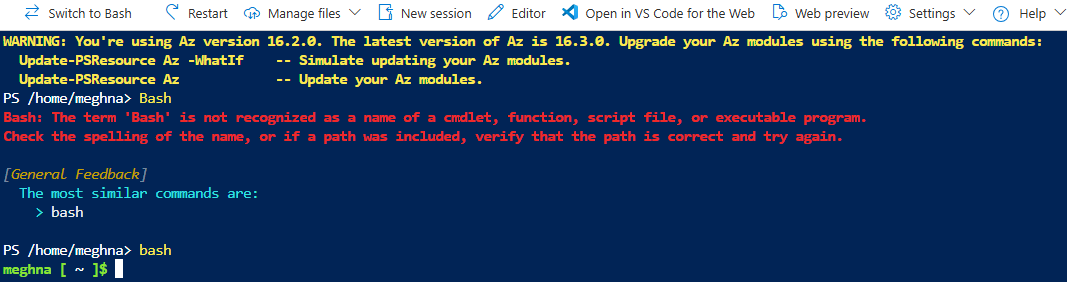 Switch to Bash Restart Manage files New session Editor Open in VS Code for the Web Web preview Settings Help
WARNING: You're using Az version 16.2.0. The latest version of Az is 16.3.0. Upgrade your Az modules using the following commands:
  Update-PSResource Az -WhatIf    -- Simulate updating your Az modules.
  Update-PSResource Az            -- Update your Az modules.
PS /home/meghna> Bash
Bash: The term 'Bash' is not recognized as a name of a cmdlet, function, script file, or executable program.
Check the spelling of the name, or if a path was included, verify that the path is correct and try again.
[General Feedback]
  The most similar commands are:
    > bash
PS /home/meghna> bash
meghna [ ~ ]$